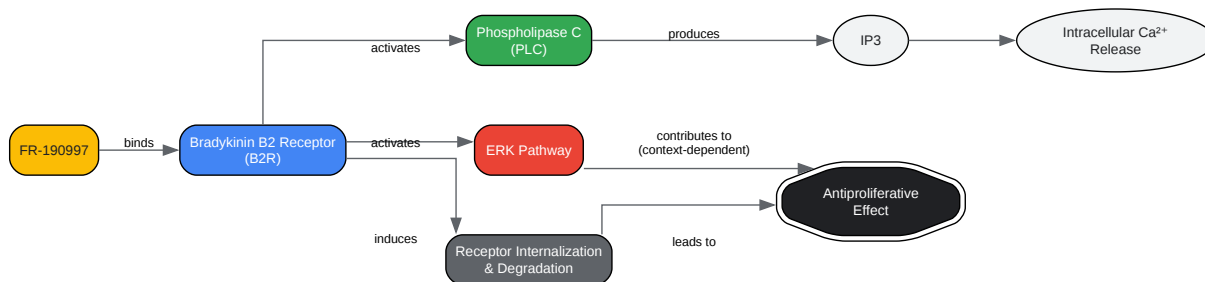 Phospholipase C
(PLC)
activates
produces
IP3
Intracellular Ca²⁺
Release
FR-190997
binds
Bradykinin B2 Receptor
(B2R)
activates
ERK Pathway
contributes to
(context-dependent)
Antiproliferative
Effect
induces
Receptor Internalization
& Degradation
leads to